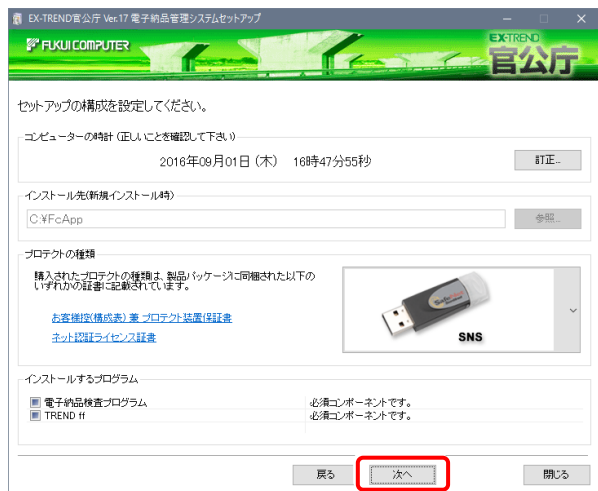 EX-TREND官公庁 Ver.17 電子納品管理システムセットアップ
FUKUI COMPUTER
EX-TREND
官公庁
セットアップの構成を設定してください。
コンピューターの時計 (正しいことを確認して下さい)
2016年09月01日 (木) 16時47分55秒
訂正...
インストール先(新規インストール時)
C:¥FcApp
参照...
プロテクトの種類
購入されたプロテクトの種類は、製品パッケージに同梱された以下の
いずれかの証書に記載されています。
お客様控(構成表) 兼 プロテクト装置保証書
ネット認証ライセンス証書
SNS
インストールするプログラム
電子納品検査プログラム 必須コンポーネントです。
TREND ff 必須コンポーネントです。
戻る 次へ 閉じる